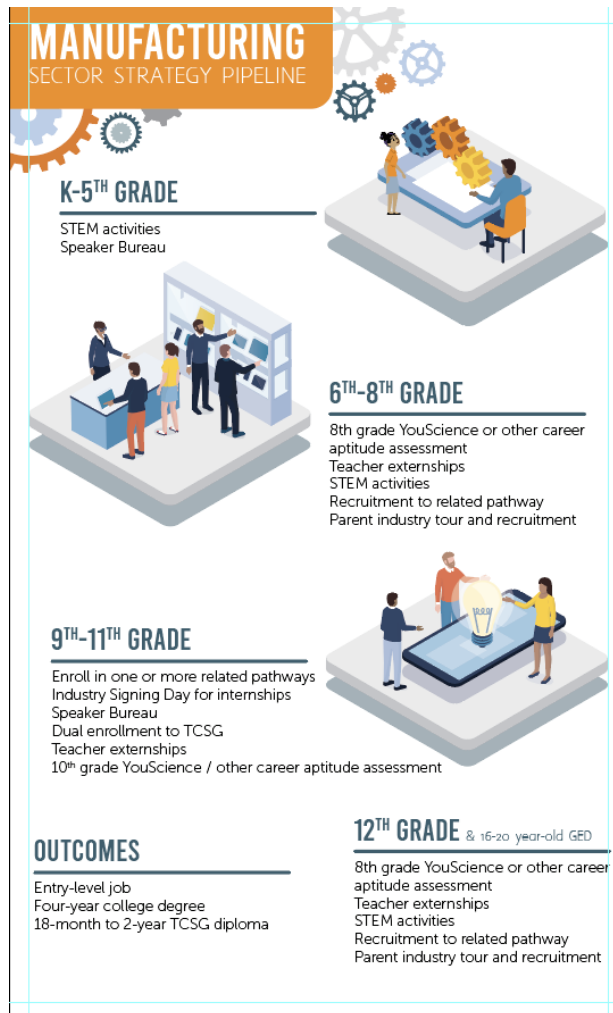 MANUFACTURING
SECTOR STRATEGY PIPELINE
K-5TH GRADE
STEM activities
Speaker Bureau
6TH-8TH GRADE
8th grade YouScience or other career
aptitude assessment
Teacher externships
STEM activities
Recruitment to related pathway
Parent industry tour and recruitment
9TH-11TH GRADE
Enroll in one or more related pathways
Industry Signing Day for internships
Speaker Bureau
Dual enrollment to TCSG
Teacher externships
10th grade YouScience / other career aptitude assessment
12TH GRADE & 16-20 year-old GED
8th grade YouScience or other career
aptitude assessment
Teacher externships
STEM activities
Recruitment to related pathway
Parent industry tour and recruitment
OUTCOMES
Entry-level job
Four-year college degree
18-month to 2-year TCSG diploma